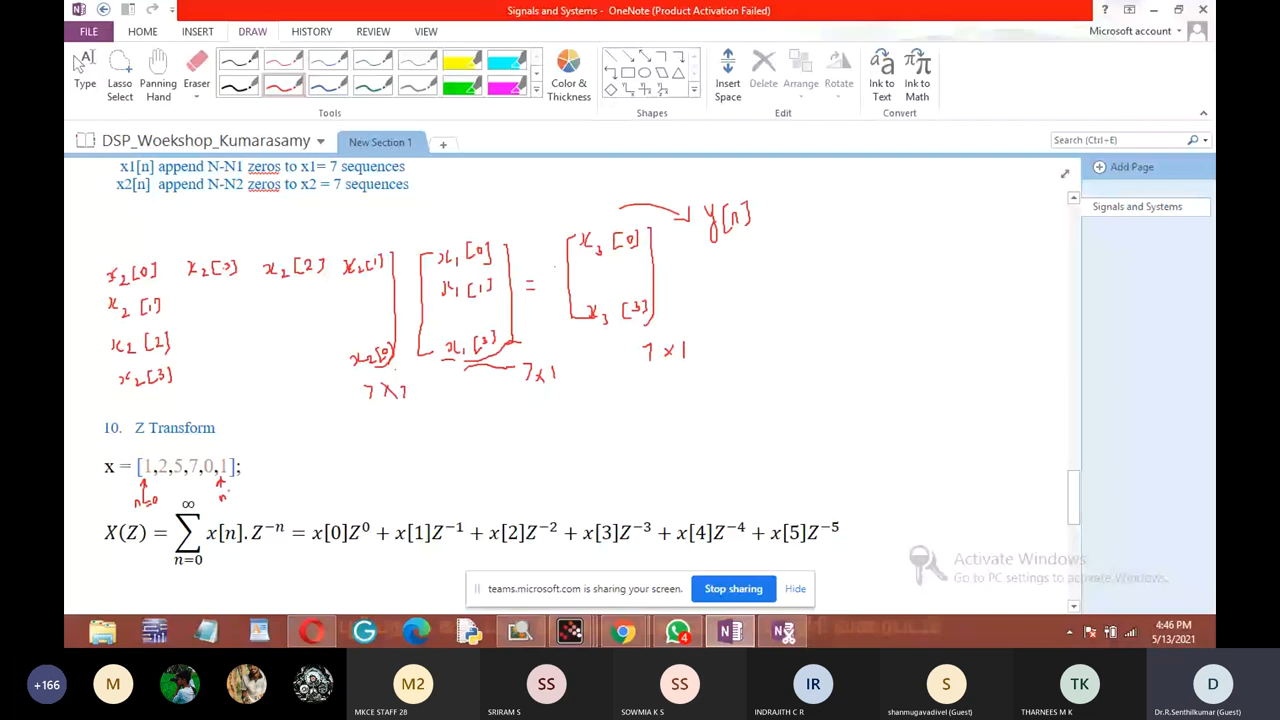 Signals and Systems - OneNote (Product Activation Failed)
FILE HOME INSERT DRAW HISTORY REVIEW VIEW
Microsoft account
Type
Lasso Select
Panning Hand
Eraser
Color & Thickness
Insert Space
Delete
Arrange
Rotate
Ink to Text
Ink to Math
Tools Shapes Edit Convert
DSP_Woekshop_Kumarasamy New Section 1
Search (Ctrl+E)
Add Page
Signals and Systems
x1[n] append N-N1 zeros to x1= 7 sequences
x2[n] append N-N2 zeros to x2 = 7 sequences
y[n]
x2[0] x2[3] x2[2] x2[1] x1[0] = x3[0]
x2[1] x1[1]
x2[2] x2[0] x1[3] x3[3]
x2[3] 7x7 7x1 7x1
10. Z Transform
x = [1,2,5,7,0,1];
n=0 n
X(Z) = ∑_{n=0}^{∞} x[n].Z⁻ⁿ = x[0]Z⁰ + x[1]Z⁻¹ + x[2]Z⁻² + x[3]Z⁻³ + x[4]Z⁻⁴ + x[5]Z⁻⁵
Activate Windows
Go to PC settings to activate Windows.
teams.microsoft.com is sharing your screen. Stop sharing Hide
4:46 PM
5/13/2021
+166 M M2 SS SS IR S TK D
MKCE STAFF 28 SRIRAM S SOWMIA K S INDRAJITH C R shanmugavadivel (Guest) THARNEES M K Dr.R.Senthilkumar (Guest)